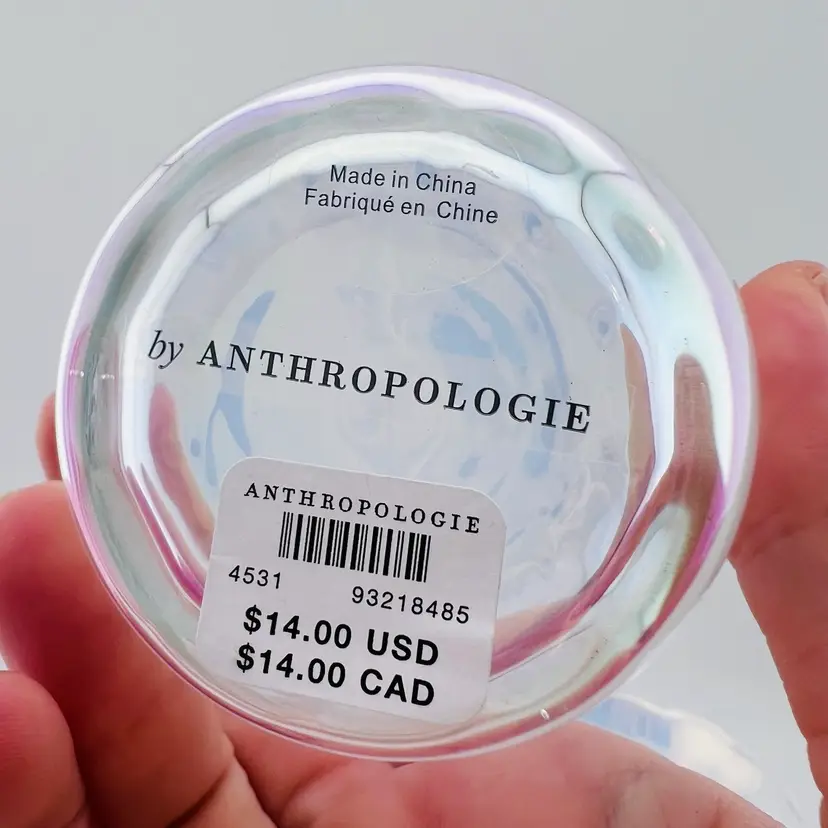 Made in China
Fabriqué en Chine
by ANTHROPOLOGIE
ANTHROPOLOGIE
4531 93218485
$14.00 USD
$14.00 CAD